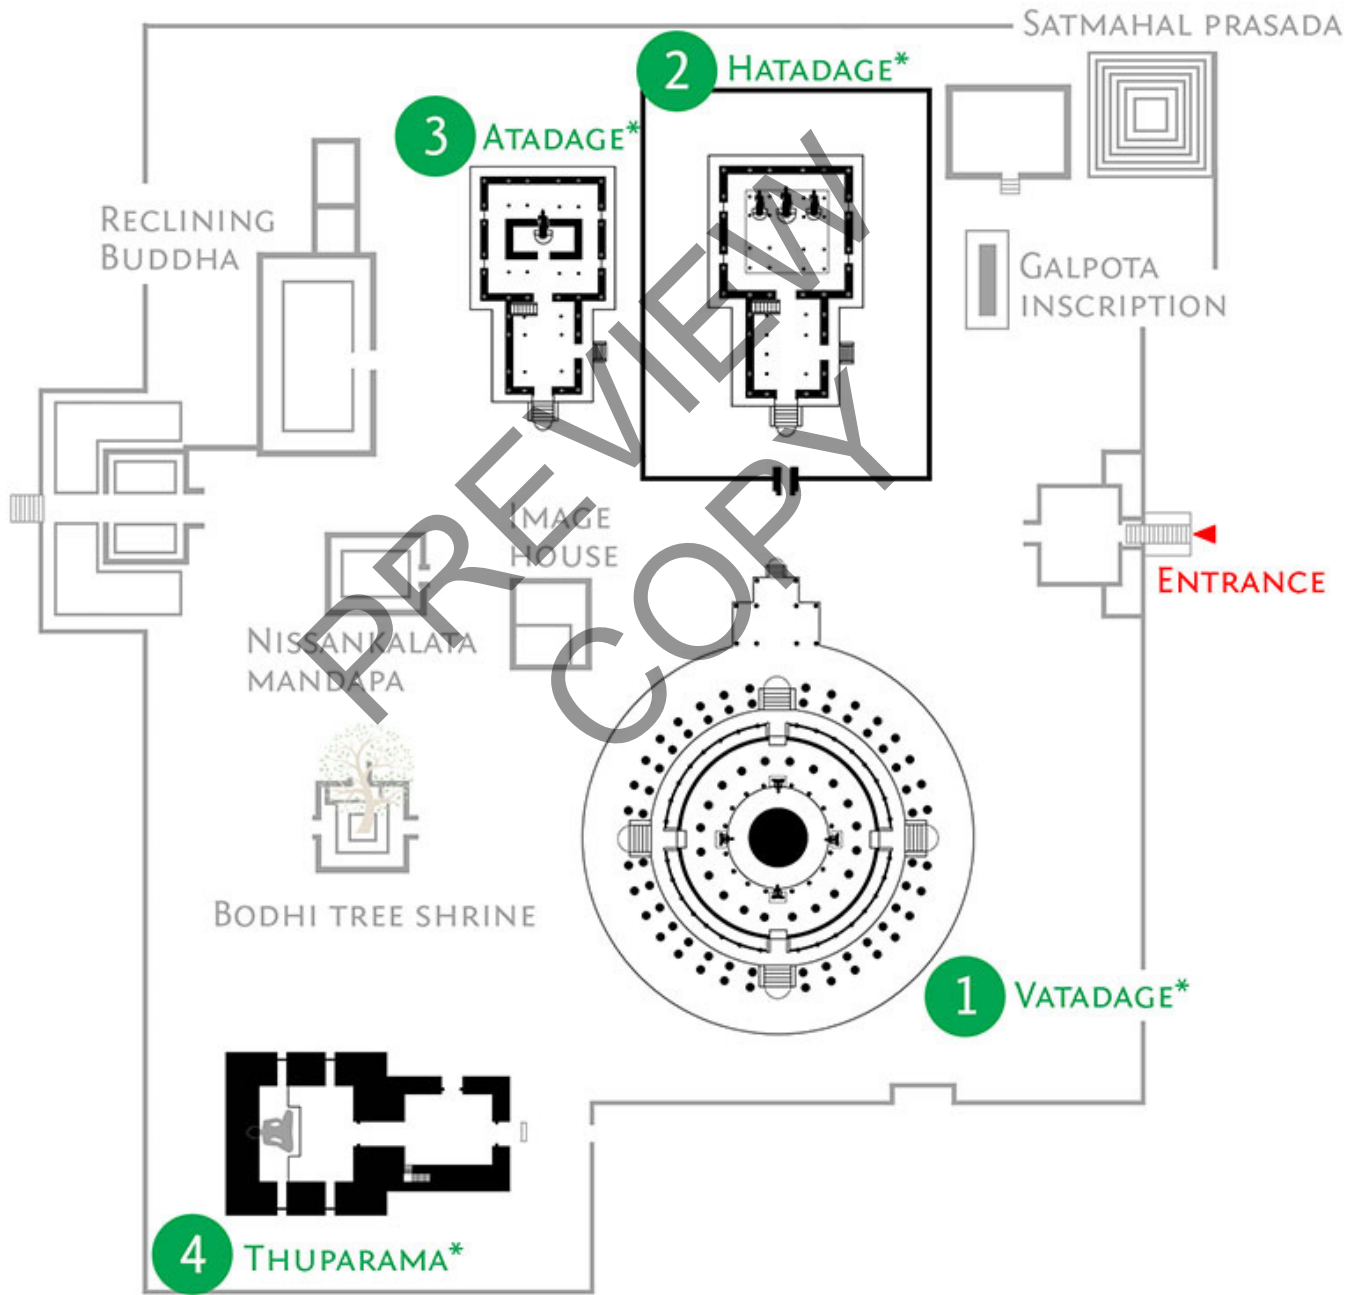 SATMAHAL PRASADA
2 HATADAGE*
3 ATADAGE*
RECLINING
BUDDHA
GALPOTA
INSCRIPTION
IMAGE
HOUSE
ENTRANCE
NISSANKALATA
MANDAPA
BODHI TREE SHRINE
1 VATADAGE*
4 THUPARAMA*
PREVIEW
COPY